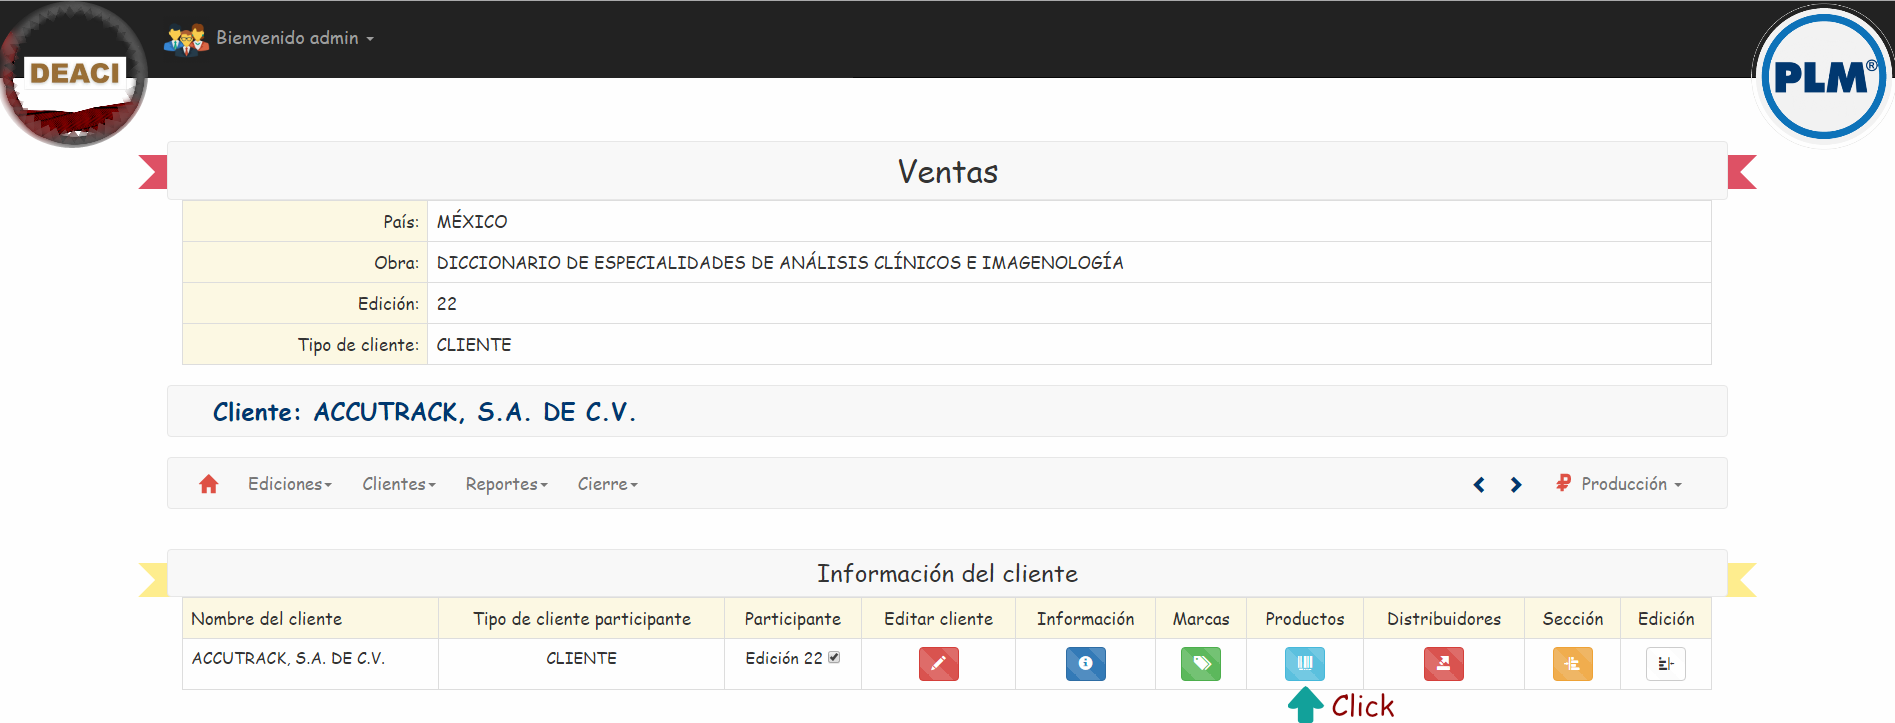 Bienvenido admin
DEACI
PLM®
Ventas
País: MÉXICO
Obra: DICCIONARIO DE ESPECIALIDADES DE ANÁLISIS CLÍNICOS E IMAGENOLOGÍA
Edición: 22
Tipo de cliente: CLIENTE
Cliente: ACCUTRACK, S.A. DE C.V.
Ediciones Clientes Reportes Cierre Producción
Información del cliente
Nombre del cliente Tipo de cliente participante Participante Editar cliente Información Marcas Productos Distribuidores Sección Edición
ACCUTRACK, S.A. DE C.V. CLIENTE Edición 22
Click